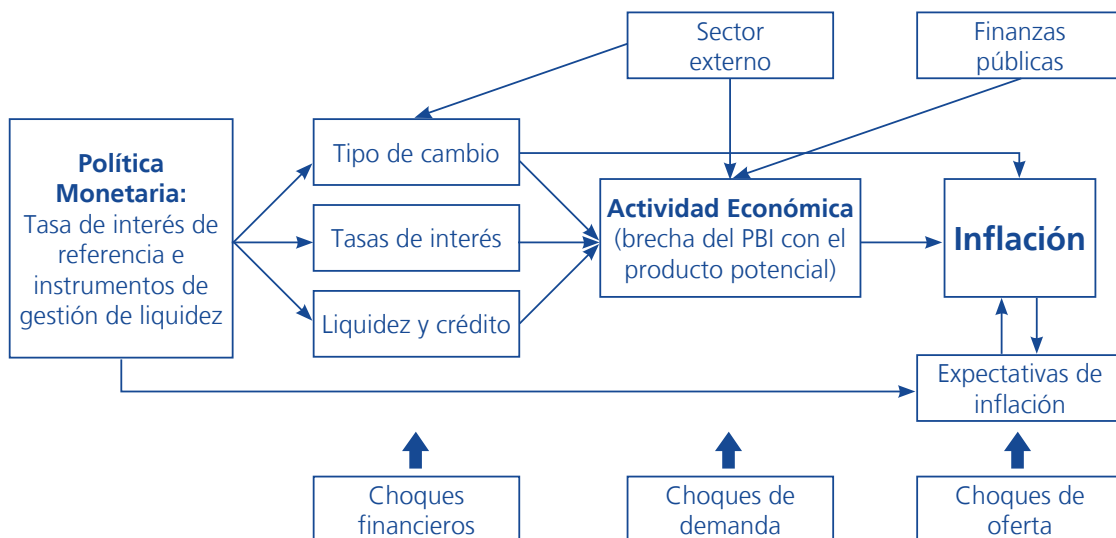 Sector
externo
Finanzas
públicas
Política
Monetaria:
Tasa de interés de
referencia e
instrumentos de
gestión de liquidez
Tipo de cambio
Tasas de interés
Liquidez y crédito
Actividad Económica
(brecha del PBI con el
producto potencial)
Inflación
Expectativas de
inflación
Choques
financieros
Choques de
demanda
Choques de
oferta